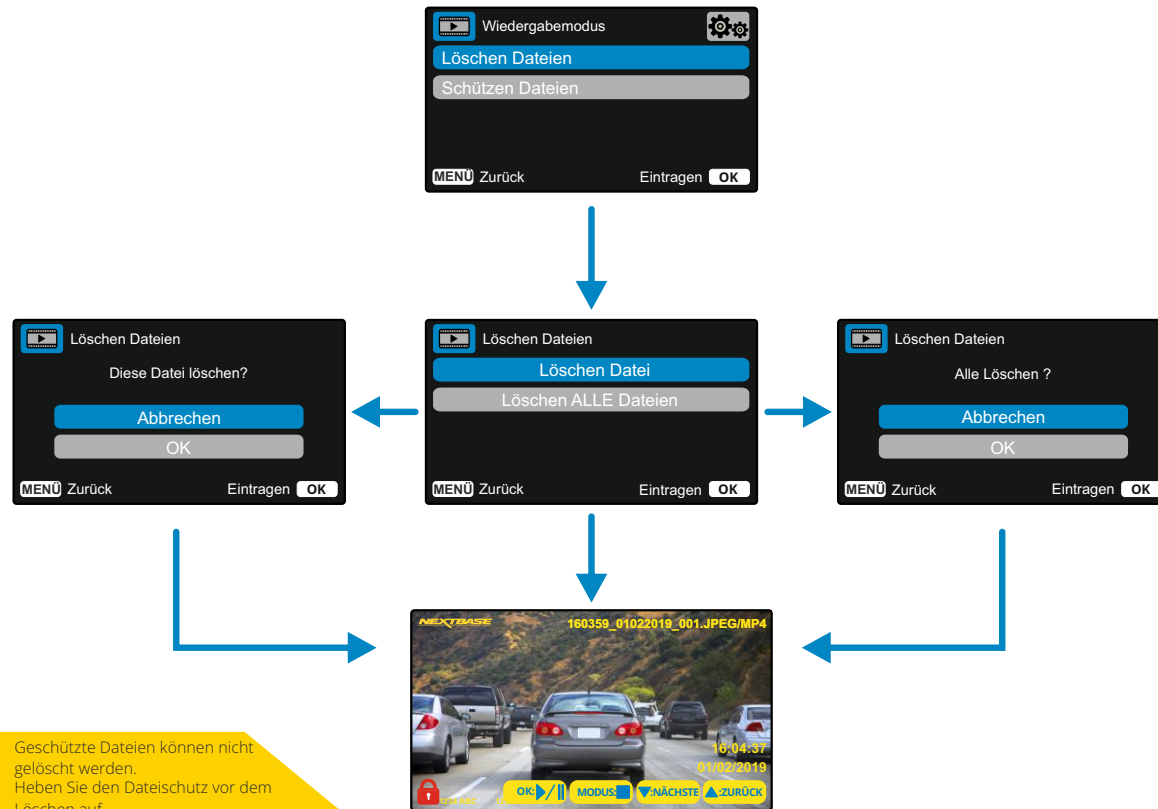 Wiedergabemodus
Löschen Dateien
Schützen Dateien
MENÜ Zurück Eintragen OK
Löschen Dateien
Diese Datei löschen?
Abbrechen
OK
MENÜ Zurück Eintragen OK
Löschen Dateien
Löschen Datei
Löschen ALLE Dateien
MENÜ Zurück Eintragen OK
Löschen Dateien
Alle Löschen ?
Abbrechen
OK
MENÜ Zurück Eintragen OK
NEXTBASE 160359_01022019_001.JPEG/MP4
16:04:37
01/02/2019
OK: MODUS: :NÄCHSTE :ZURÜCK
Geschützte Dateien können nicht
gelöscht werden.
Heben Sie den Dateischutz vor dem
Löschen auf